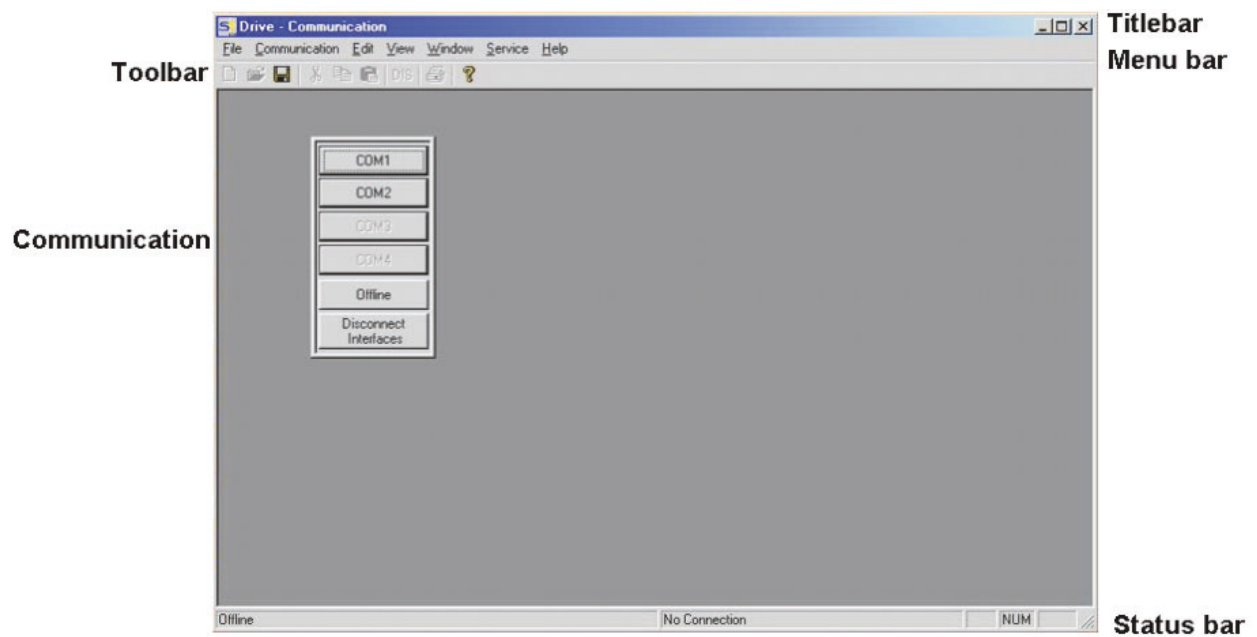 Drive - Communication
Titlebar
File Communication Edit View Window Service Help
Menu bar
Toolbar
DIS
COM1
COM2
COM3
Communication
COM4
Offline
Disconnect
Interfaces
Offline No Connection NUM
Status bar